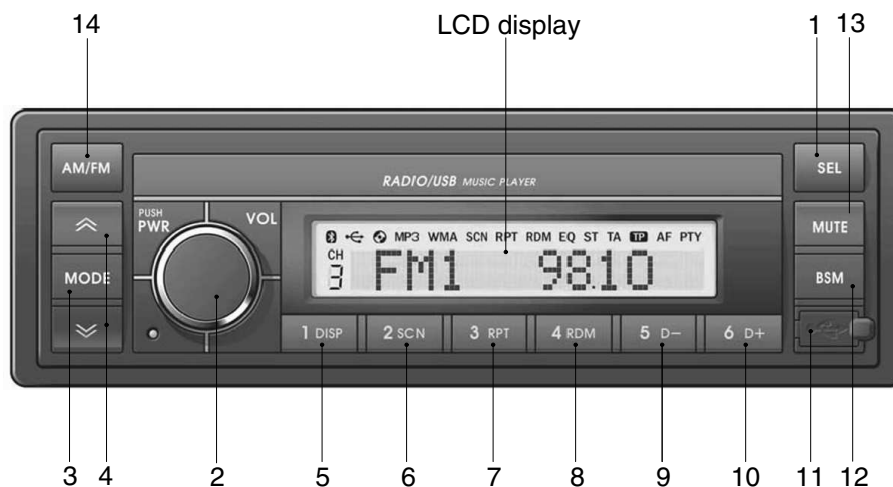 14 LCD display 1 13
AM/FM SEL
RADIO/USB MUSIC PLAYER
PUSH
PWR VOL MUTE
MP3 WMA SCN RPT RDM EQ ST TA TP AF PTY
CH
3 FM1 98.10
MODE BSM
1 DISP 2 SCN 3 RPT 4 RDM 5 D− 6 D+
3 4 2 5 6 7 8 9 10 11 12